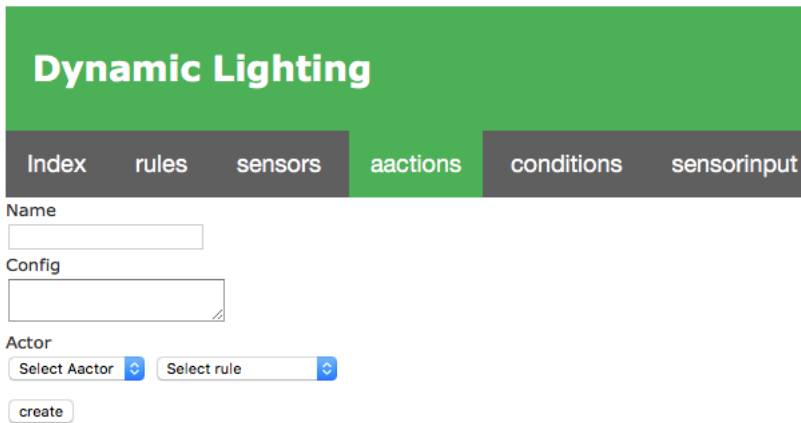 Dynamic Lighting
Index rules sensors aactions conditions sensorinput
Name
Config
Actor
Select Aactor Select rule
create